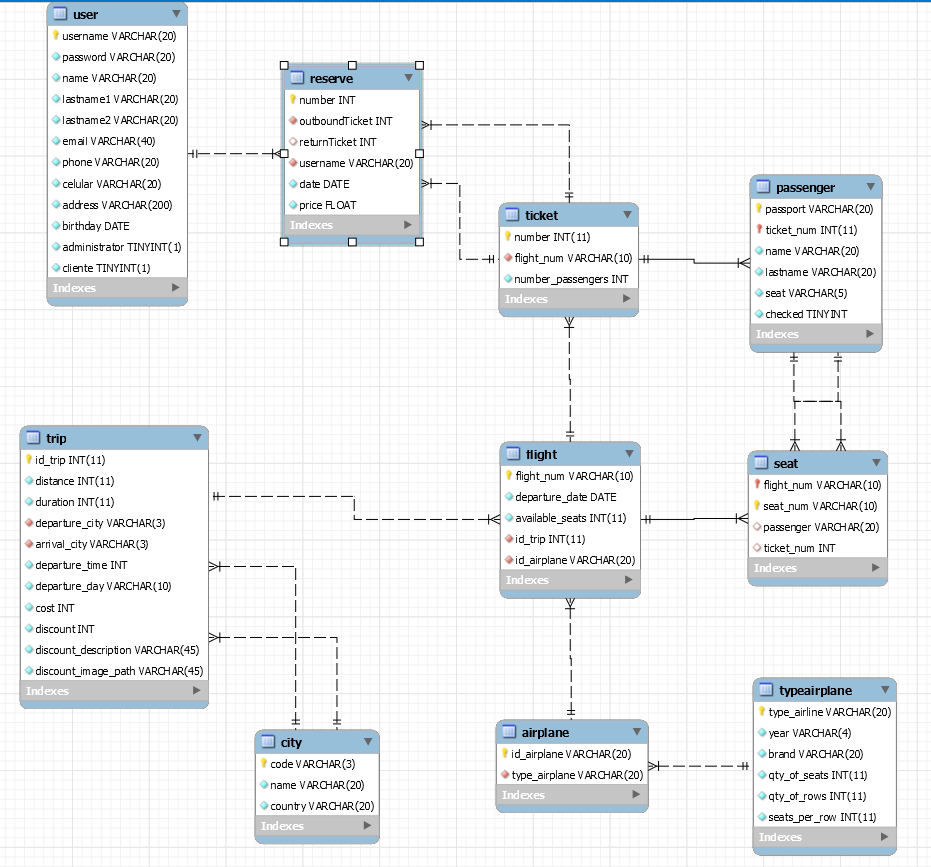 user
username VARCHAR(20)
password VARCHAR(20)
name VARCHAR(20)
lastname1 VARCHAR(20)
lastname2 VARCHAR(20)
email VARCHAR(40)
phone VARCHAR(20)
celular VARCHAR(20)
address VARCHAR(200)
birthday DATE
administrator TINYINT(1)
cliente TINYINT(1)
Indexes
reserve
number INT
outboundTicket INT
returnTicket INT
username VARCHAR(20)
date DATE
price FLOAT
Indexes
ticket
number INT(11)
flight_num VARCHAR(10)
number_passengers INT
Indexes
passenger
passport VARCHAR(20)
ticket_num INT(11)
name VARCHAR(20)
lastname VARCHAR(20)
seat VARCHAR(5)
checked TINYINT
Indexes
trip
id_trip INT(11)
distance INT(11)
duration INT(11)
departure_city VARCHAR(3)
arrival_city VARCHAR(3)
departure_time INT
departure_day VARCHAR(10)
cost INT
discount INT
discount_description VARCHAR(45)
discount_image_path VARCHAR(45)
Indexes
flight
flight_num VARCHAR(10)
departure_date DATE
available_seats INT(11)
id_trip INT(11)
id_airplane VARCHAR(20)
Indexes
seat
flight_num VARCHAR(10)
seat_num VARCHAR(10)
passenger VARCHAR(20)
ticket_num INT
Indexes
city
code VARCHAR(3)
name VARCHAR(20)
country VARCHAR(20)
Indexes
airplane
id_airplane VARCHAR(20)
type_airplane VARCHAR(20)
Indexes
typeairplane
type_airline VARCHAR(20)
year VARCHAR(4)
brand VARCHAR(20)
qty_of_seats INT(11)
qty_of_rows INT(11)
seats_per_row INT(11)
Indexes